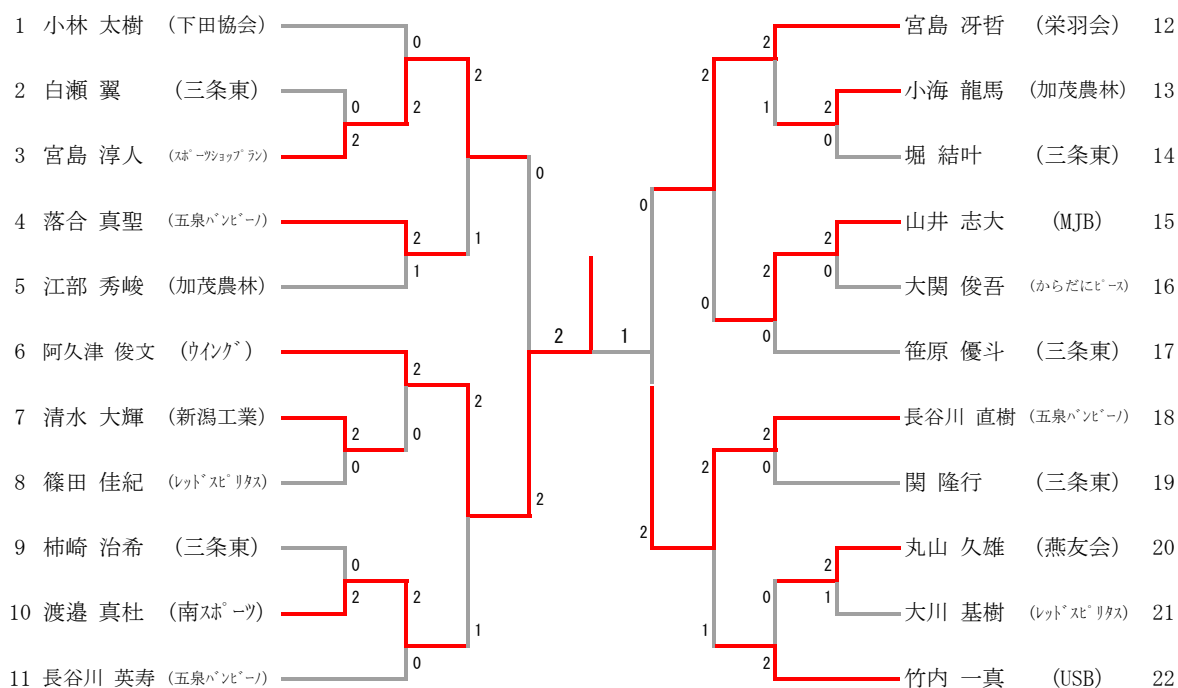 1 小林 太樹 (下田協会)
2 白瀬 翼 (三条東)
3 宮島 淳人 (ｽﾎﾟｰﾂｼｮｯﾌﾟ ﾗﾝ)
4 落合 真聖 (五泉ﾊﾞﾝﾋﾞｰﾉ)
5 江部 秀峻 (加茂農林)
6 阿久津 俊文 (ｳｲﾝｸﾞ)
7 清水 大輝 (新潟工業)
8 篠田 佳紀 (ﾚｯﾄﾞｽﾋﾟﾘﾀｽ)
9 柿崎 治希 (三条東)
10 渡邉 真杜 (南ｽﾎﾟｰﾂ)
11 長谷川 英寿 (五泉ﾊﾞﾝﾋﾞｰﾉ)
0
0
2
2
2
1
2
1
0
2
2
0
0
2
0
2
2
0
2
1
2
1
宮島 冴哲 (栄羽会) 12
小海 龍馬 (加茂農林) 13
堀 結叶 (三条東) 14
山井 志大 (MJB) 15
大関 俊吾 (からだにﾋﾟｰｽ) 16
笹原 優斗 (三条東) 17
長谷川 直樹 (五泉ﾊﾞﾝﾋﾞｰﾉ) 18
関 隆行 (三条東) 19
丸山 久雄 (燕友会) 20
大川 基樹 (ﾚｯﾄﾞｽﾋﾟﾘﾀｽ) 21
竹内 一真 (USB) 22
2
2
1
2
0
0
2
2
0
0
0
2
2
0
2
2
0
1
1
2